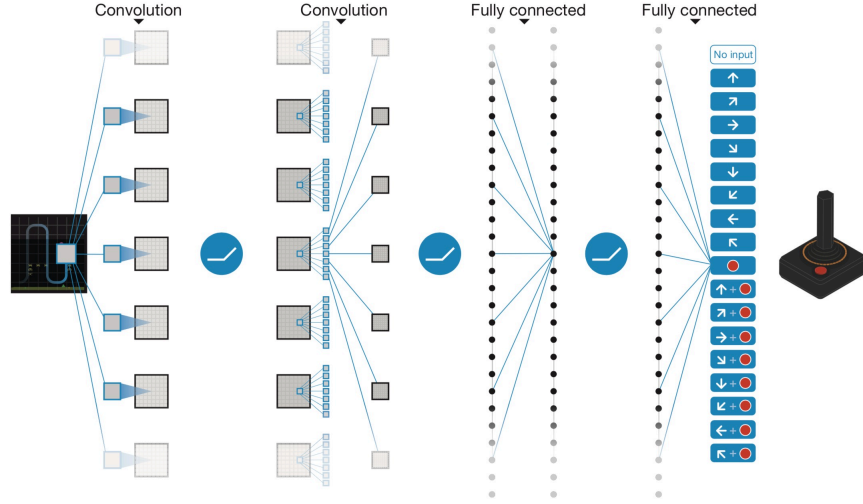 Convolution
Convolution
Fully connected
Fully connected
No input
+
+
+
+
+
+
+
+